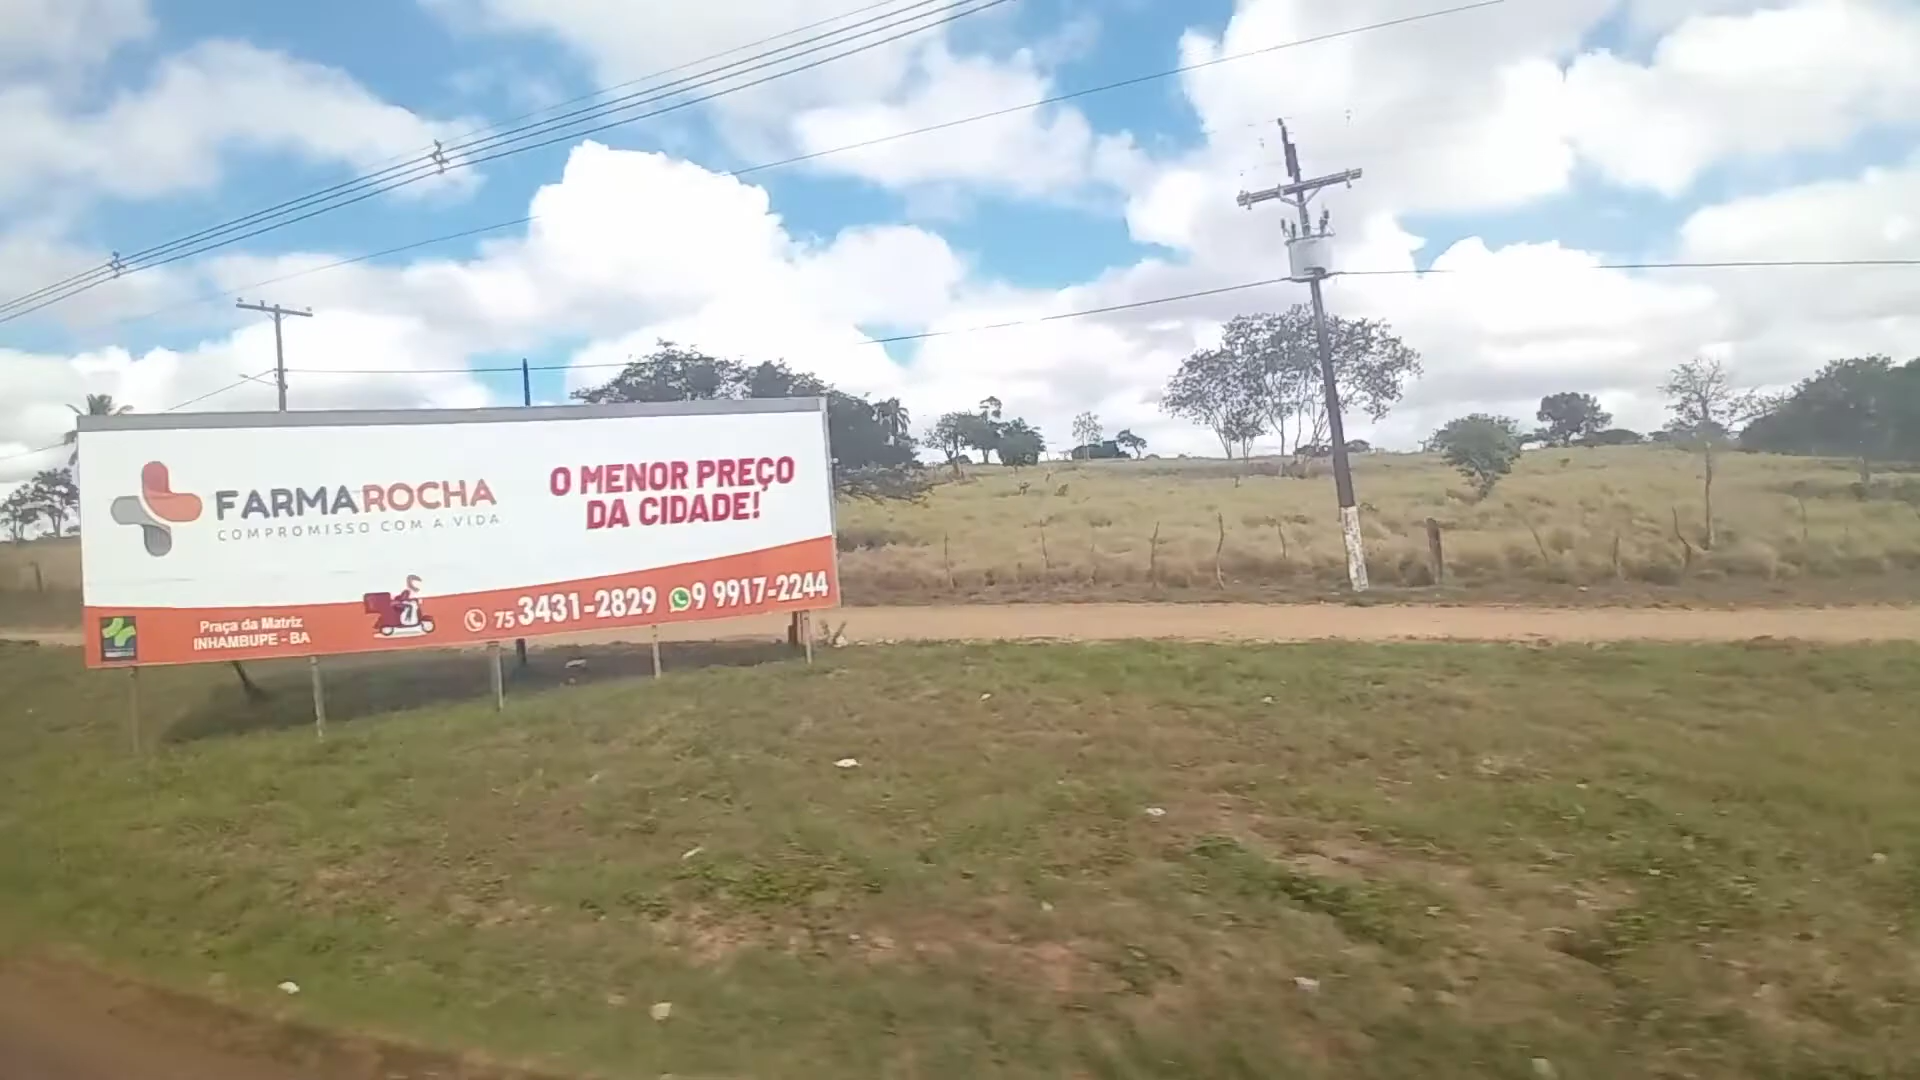 FARMAROCHA
COMPROMISSO COM A VIDA
O MENOR PREÇO
DA CIDADE!
75 3431-2829 9 9917-2244
Praça da Matriz
INHAMBUPE - BA